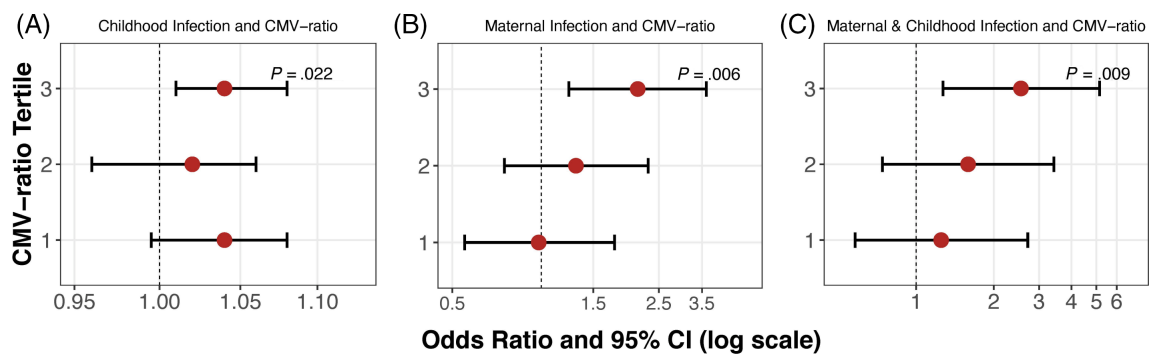 (A) Childhood Infection and CMV−ratio
(B) Maternal Infection and CMV−ratio
(C) Maternal & Childhood Infection and CMV−ratio
CMV−ratio Tertile
3
2
1
P = .022
0.95 1.00 1.05 1.10
3
2
1
P = .006
0.5 1.5 2.5 3.5
3
2
1
P = .009
1 2 3 4 5 6
Odds Ratio and 95% CI (log scale)